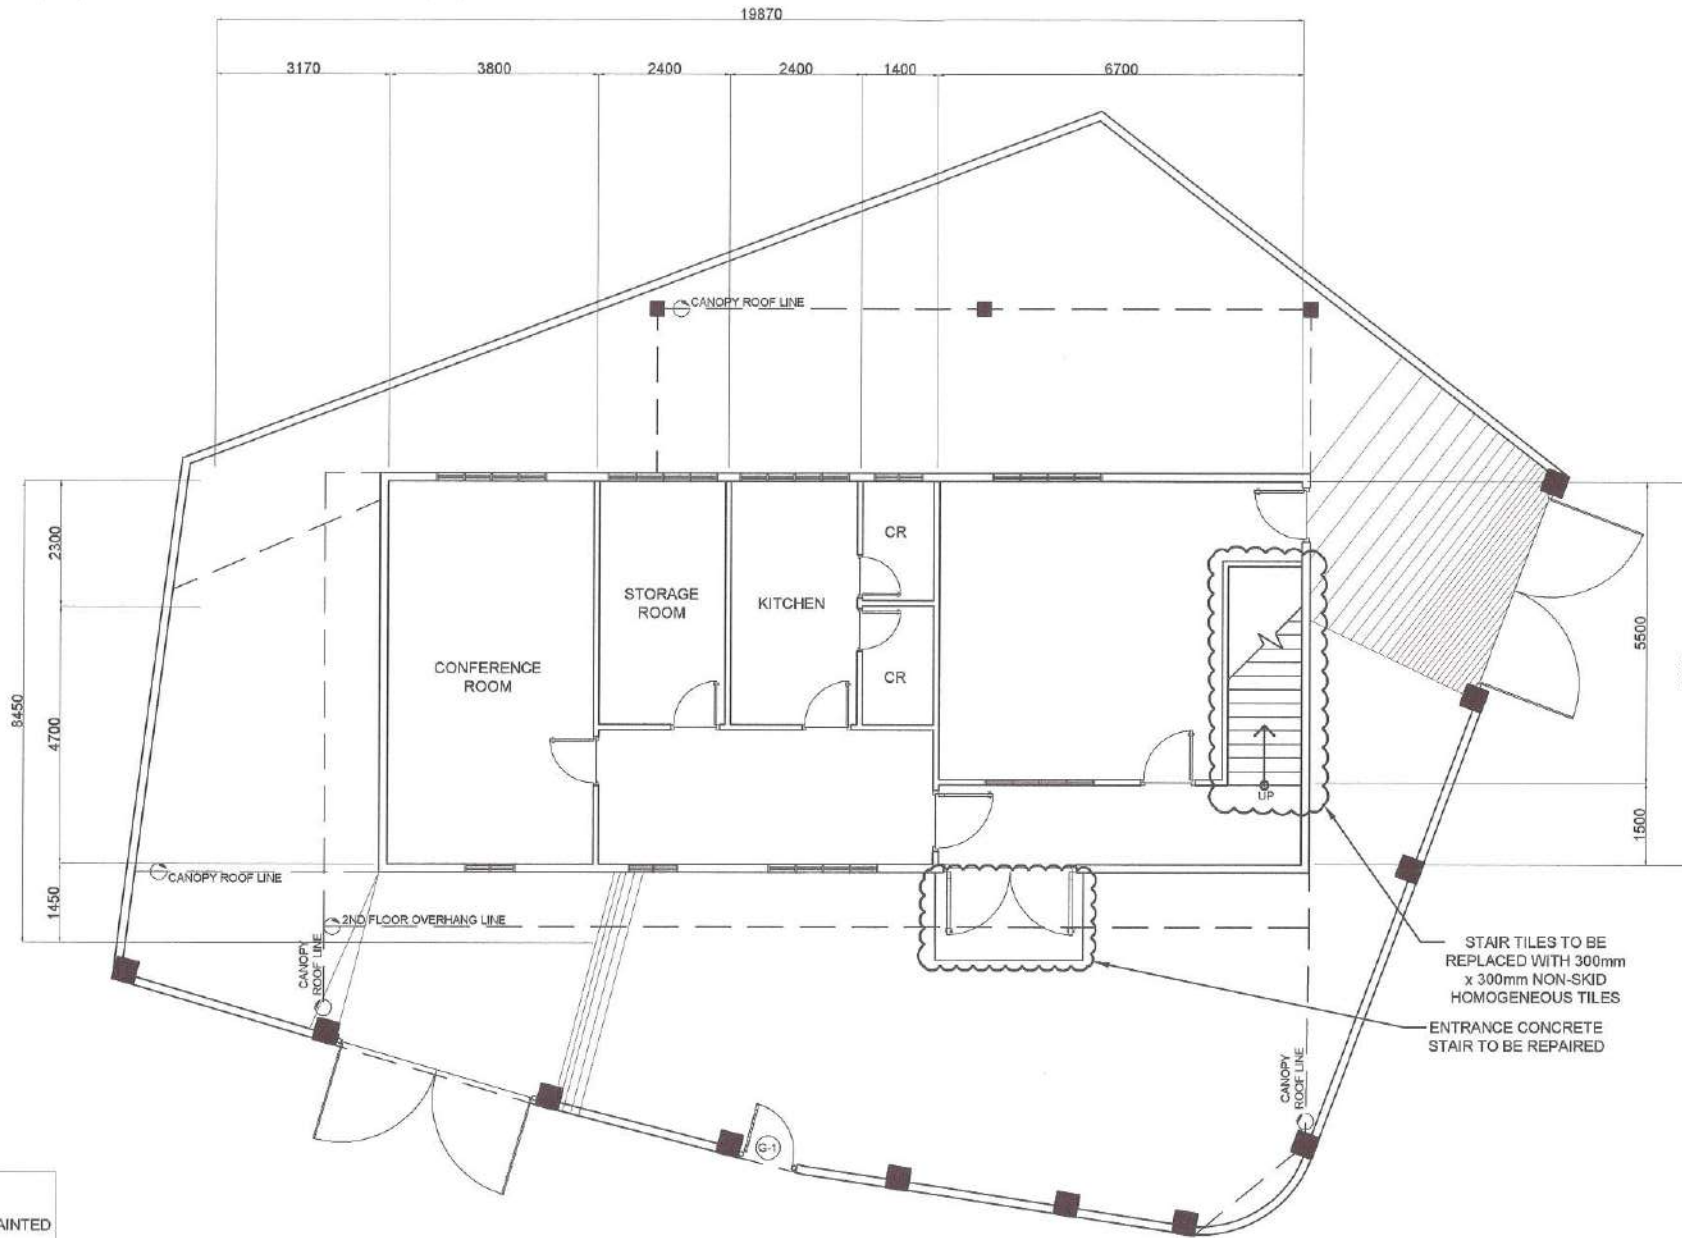 19870
3170
3800
2400
2400
1400
6700
CANOPY ROOF LINE
2300
4700
8450
1450
5500
1500
CR
STORAGE
ROOM
KITCHEN
CONFERENCE
ROOM
CR
UP
CANOPY ROOF LINE
2ND FLOOR OVERHANG LINE
CANOPY
ROOF LINE
STAIR TILES TO BE
REPLACED WITH 300mm
x 300mm NON-SKID
HOMOGENEOUS TILES
ENTRANCE CONCRETE
STAIR TO BE REPAIRED
CANOPY
ROOF LINE
G-1
AINTED